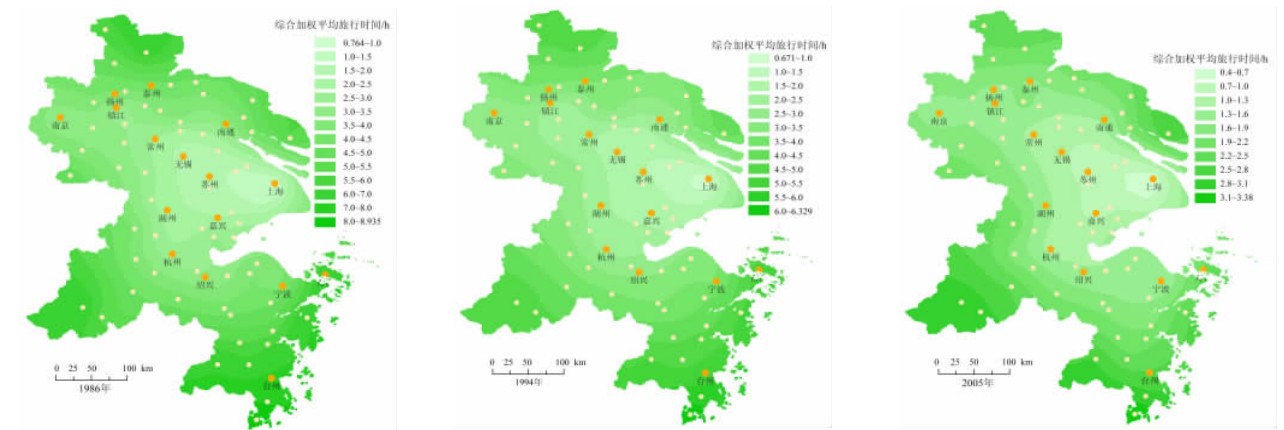 综合加权平均旅行时间/h
0.764~1.0
1.0~1.5
1.5~2.0
2.0~2.5
2.5~3.0
3.0~3.5
3.5~4.0
4.0~4.5
4.5~5.0
5.0~5.5
5.5~6.0
6.0~7.0
7.0~8.0
8.0~8.935
泰州
扬州
镇江
南京
南通
常州
无锡
苏州
上海
湖州
嘉兴
杭州
绍兴
宁波
台州
0 25 50 100 km
1986年
综合加权平均旅行时间/h
0.671~1.0
1.0~1.5
1.5~2.0
2.0~2.5
2.5~3.0
3.0~3.5
3.5~4.0
4.0~4.5
4.5~5.0
5.0~5.5
5.5~6.0
6.0~6.329
泰州
扬州
镇江
南京
南通
常州
无锡
苏州
上海
湖州
嘉兴
杭州
绍兴
宁波
台州
0 25 50 100 km
1994年
综合加权平均旅行时间/h
0.4~0.7
0.7~1.0
1.0~1.3
1.3~1.6
1.6~1.9
1.9~2.2
2.2~2.5
2.5~2.8
2.8~3.1
3.1~3.38
泰州
扬州
镇江
南京
南通
常州
无锡
苏州
上海
湖州
嘉兴
杭州
绍兴
宁波
台州
0 25 50 100 km
2005年